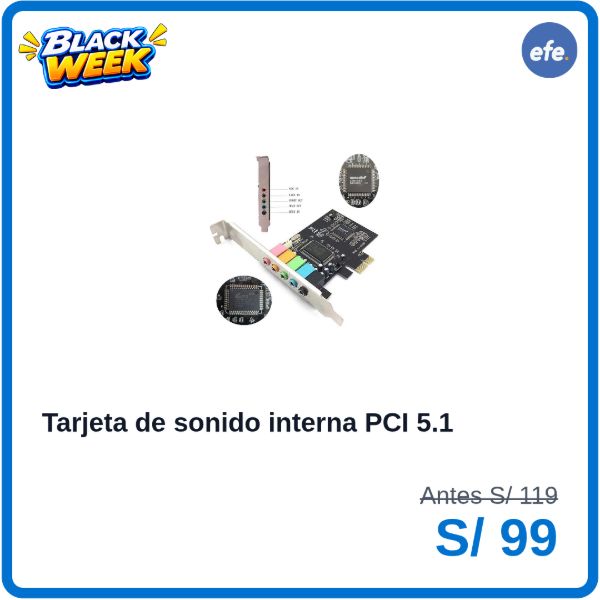 BLACK
WEEK
efe.
Tarjeta de sonido interna PCI 5.1
Antes S/ 119
S/ 99